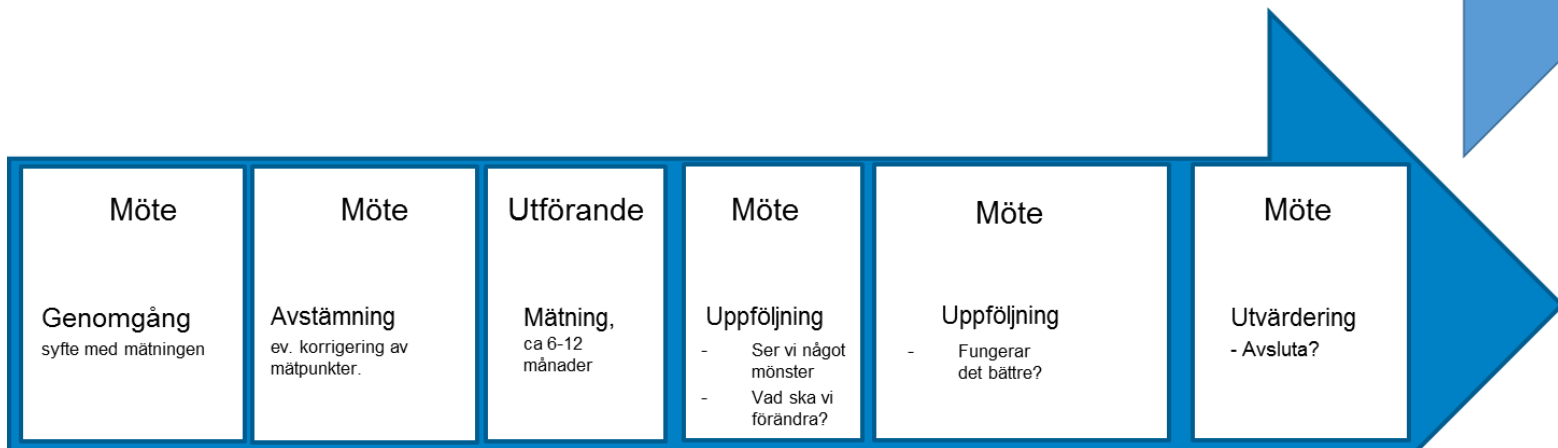 Möte
Genomgång
syfte med mätningen
Möte
Avstämning
ev. korrigering av
mätpunkter.
Utförande
Mätning,
ca 6-12
månader
Möte
Uppföljning
- Ser vi något
mönster
- Vad ska vi
förändra?
Möte
Uppföljning
- Fungerar
det bättre?
Möte
Utvärdering
- Avsluta?